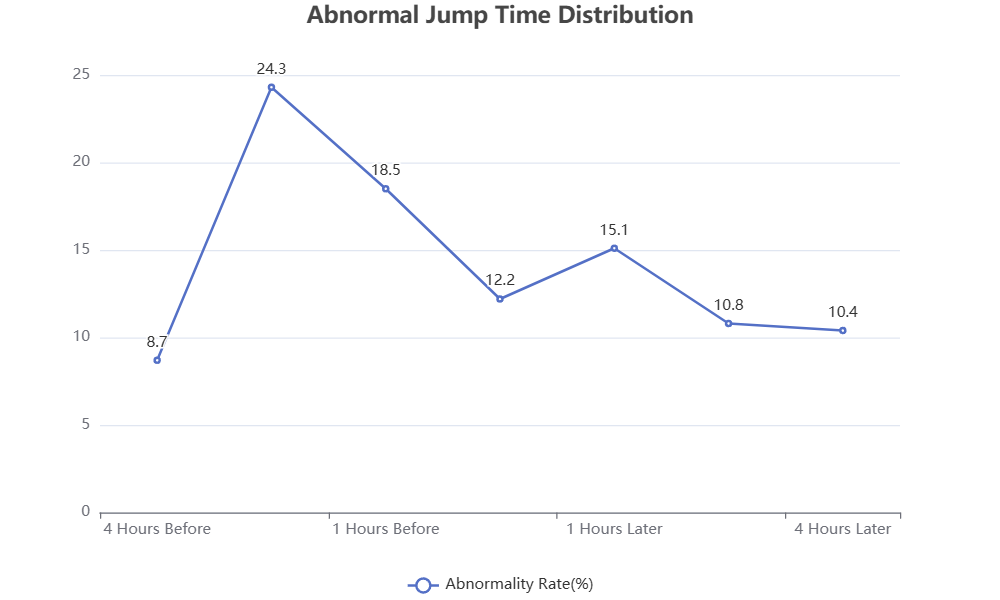 Abnormal Jump Time Distribution
25
20
15
10
5
0
8.7
24.3
18.5
12.2
15.1
10.8
10.4
4 Hours Before
1 Hours Before
1 Hours Later
4 Hours Later
Abnormality Rate(%)